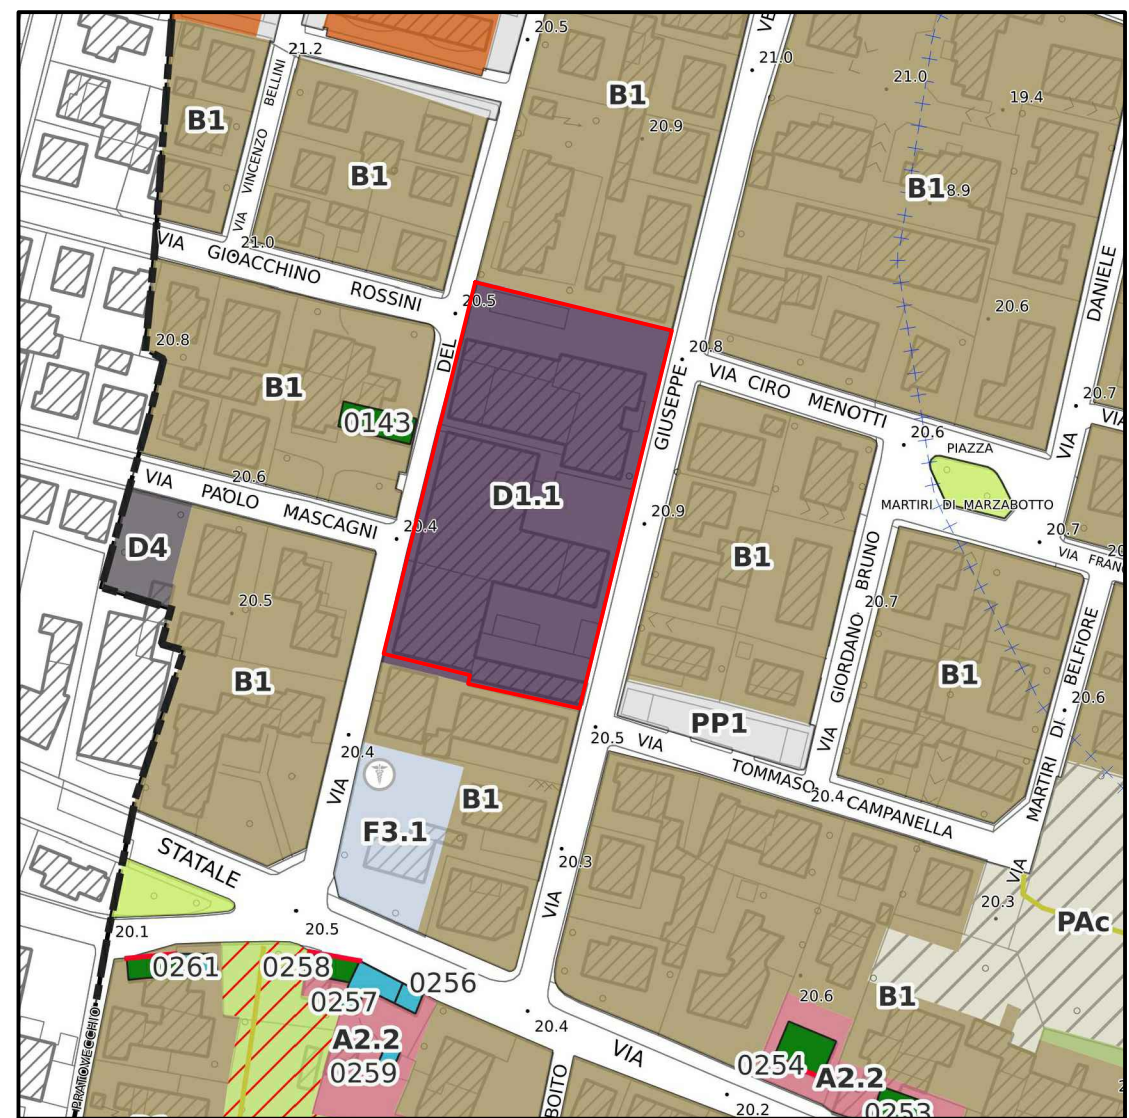 20.5
VE
21.0
21.2
BELLINI
21.0
B1
19.4
B1
20.9
VINCENZO
B1
B1
8.9
VIA
VIA GIOACCHINO ROSSINI
21.0
DANIELE
20.5
20.6
20.8
DEL
20.8
VIA CIRO MENOTTI
GIUSEPPE
B1
0143
20.7
VIA
20.6
VIA
PIAZZA
MARTIRI DI MARZABOTTO
20.6
VIA PAOLO MASCAGNI
D1.1
20.4
20.9
20.7
20
VIA FRANC
D4
B1
BRUNO
20.5
20.7
GIORDANO
BELFIORE
B1
B1
20.6
DI
PP1
VIA
20.5
VIA TOMMASO CAMPANELLA
20.4
20.4
MARTIRI
VIA
B1
F3.1
STATALE
20.3
VIA
20.3
VIA
PAc
20.1
20.5
0261
0258
0256
0257
20.6
B1
20.4
A2.2
VIA
0254
A2.2
0259
PRATOVECCHIO
BOITO
20.2
0253